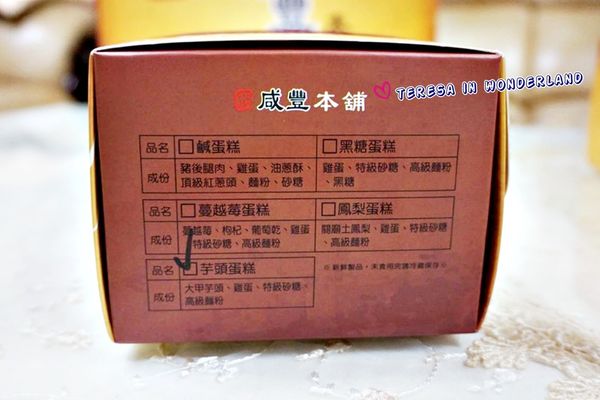 豐
咸豐本舖
TERESA IN WONDERLAND
品名 □鹹蛋糕
成份 豬後腿肉、雞蛋、油蔥酥、
頂級紅蔥頭、麵粉、砂糖
品名 □黑糖蛋糕
雞蛋、特級砂糖、高級麵粉
、黑糖
品名 □蔓越莓蛋糕
成份 蔓越莓、枸杞、葡萄乾、雞蛋
、特級砂糖、高級麵粉
□鳳梨蛋糕
關廟土鳳梨、雞蛋、特級砂
糖、高級麵粉
品名 □芋頭蛋糕
成份 大甲芋頭、雞蛋、特級砂糖、
高級麵粉
※新鮮製品，未食用完請冷藏保存※